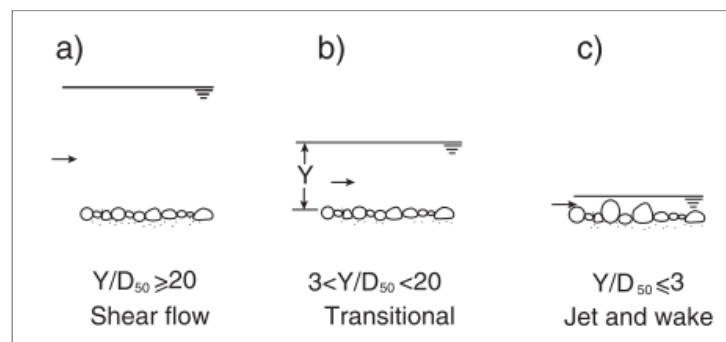 a) b) c)
Y
Y/D50 ⩾20 3<Y/D50 <20 Y/D50 ⩽3
Shear flow Transitional Jet and wake